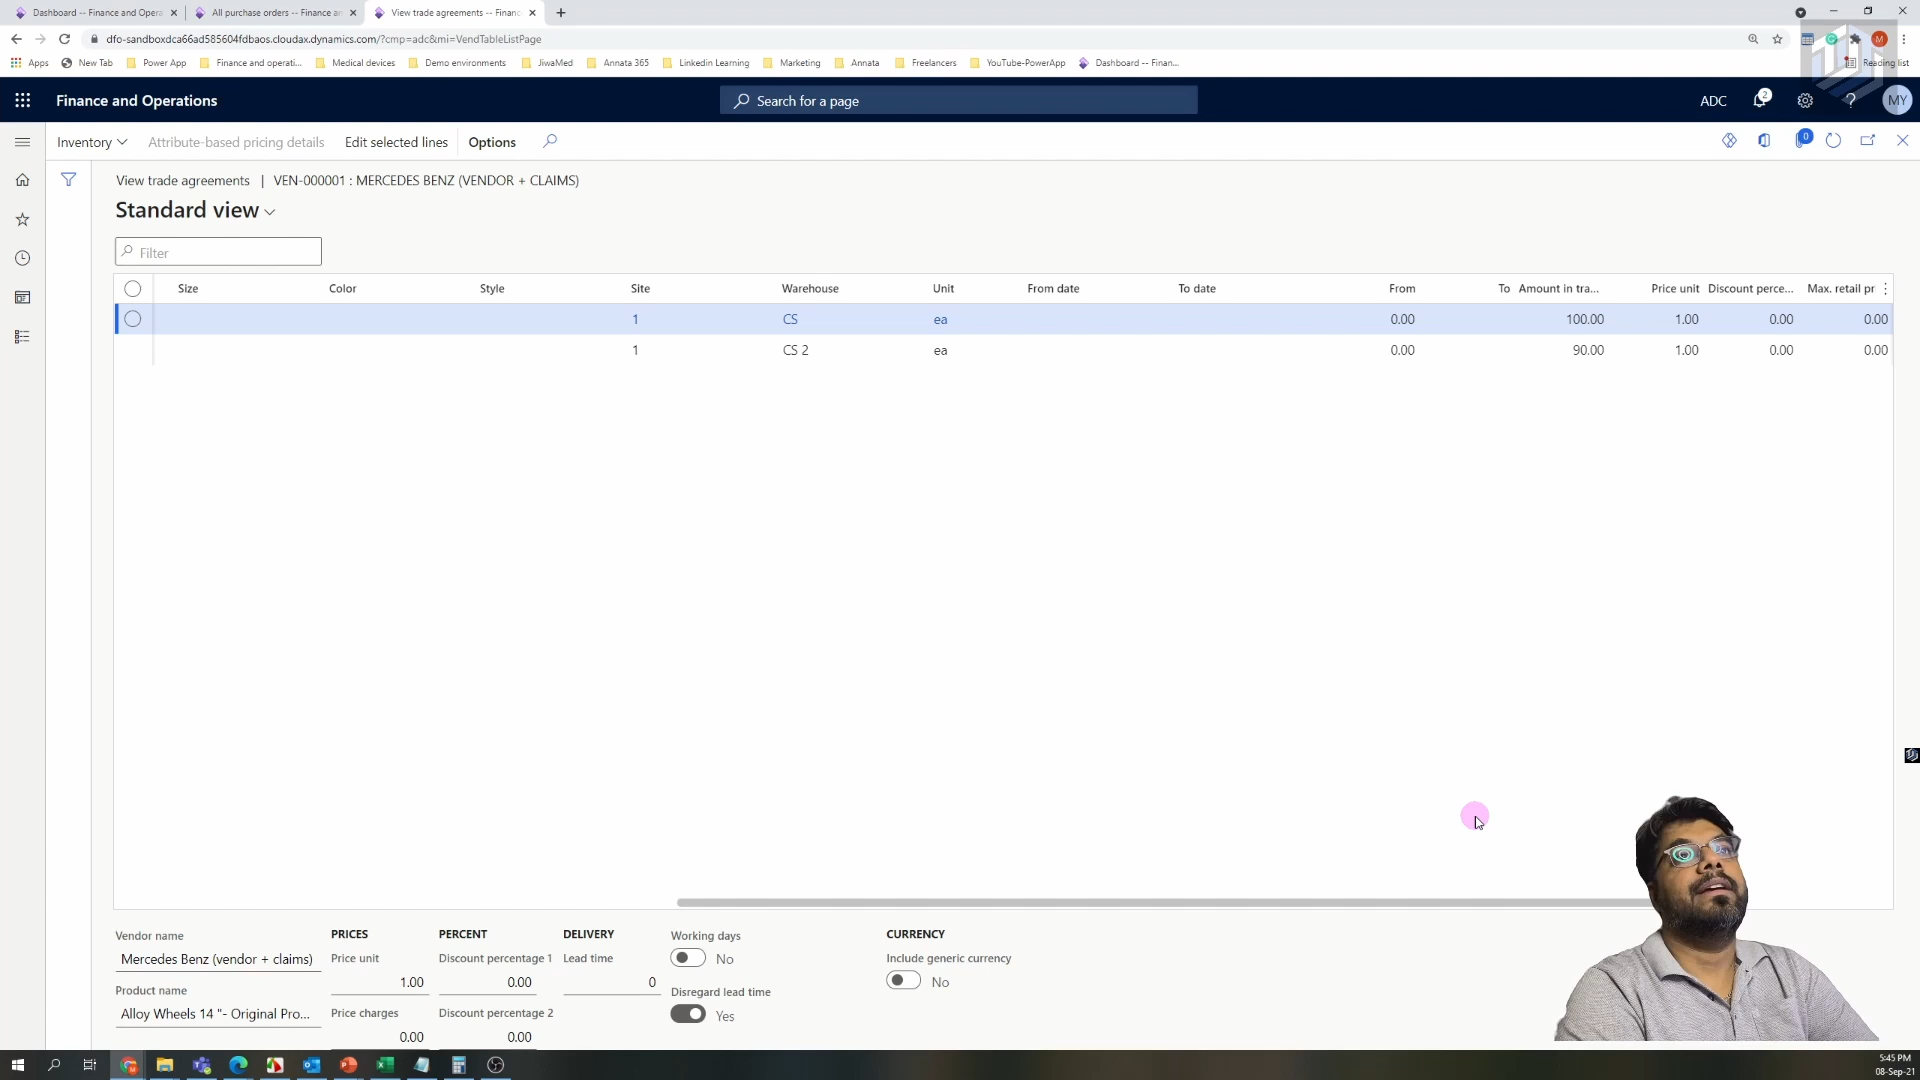 Dashboard -- Finance and Opera
All purchase orders -- Finance an
View trade agreements -- Financ
dfo-sandboxdca66ad585604fdbaos.cloudax.dynamics.com/?cmp=adc&mi=VendTableListPage
Apps New Tab Power App Finance and operati... Medical devices Demo environments JiwaMed Annata 365 Linkedin Learning Marketing Annata Freelancers YouTube-PowerApp Dashboard -- Finan... Reading list
Finance and Operations Search for a page ADC 2 ? MY
Inventory Attribute-based pricing details Edit selected lines Options 0
View trade agreements | VEN-000001 : MERCEDES BENZ (VENDOR + CLAIMS)
Standard view
Filter
Size Color Style Site Warehouse Unit From date To date From To Amount in tra... Price unit Discount perce... Max. retail pr
1 CS ea 0.00 100.00 1.00 0.00 0.00
1 CS 2 ea 0.00 90.00 1.00 0.00 0.00
Vendor name PRICES PERCENT DELIVERY Working days CURRENCY
Mercedes Benz (vendor + claims) Price unit Discount percentage 1 Lead time No Include generic currency
1.00 0.00 0 No
Product name Disregard lead time
Alloy Wheels 14 "- Original Pro... Price charges Discount percentage 2 Yes
0.00 0.00
5:45 PM
08-Sep-21